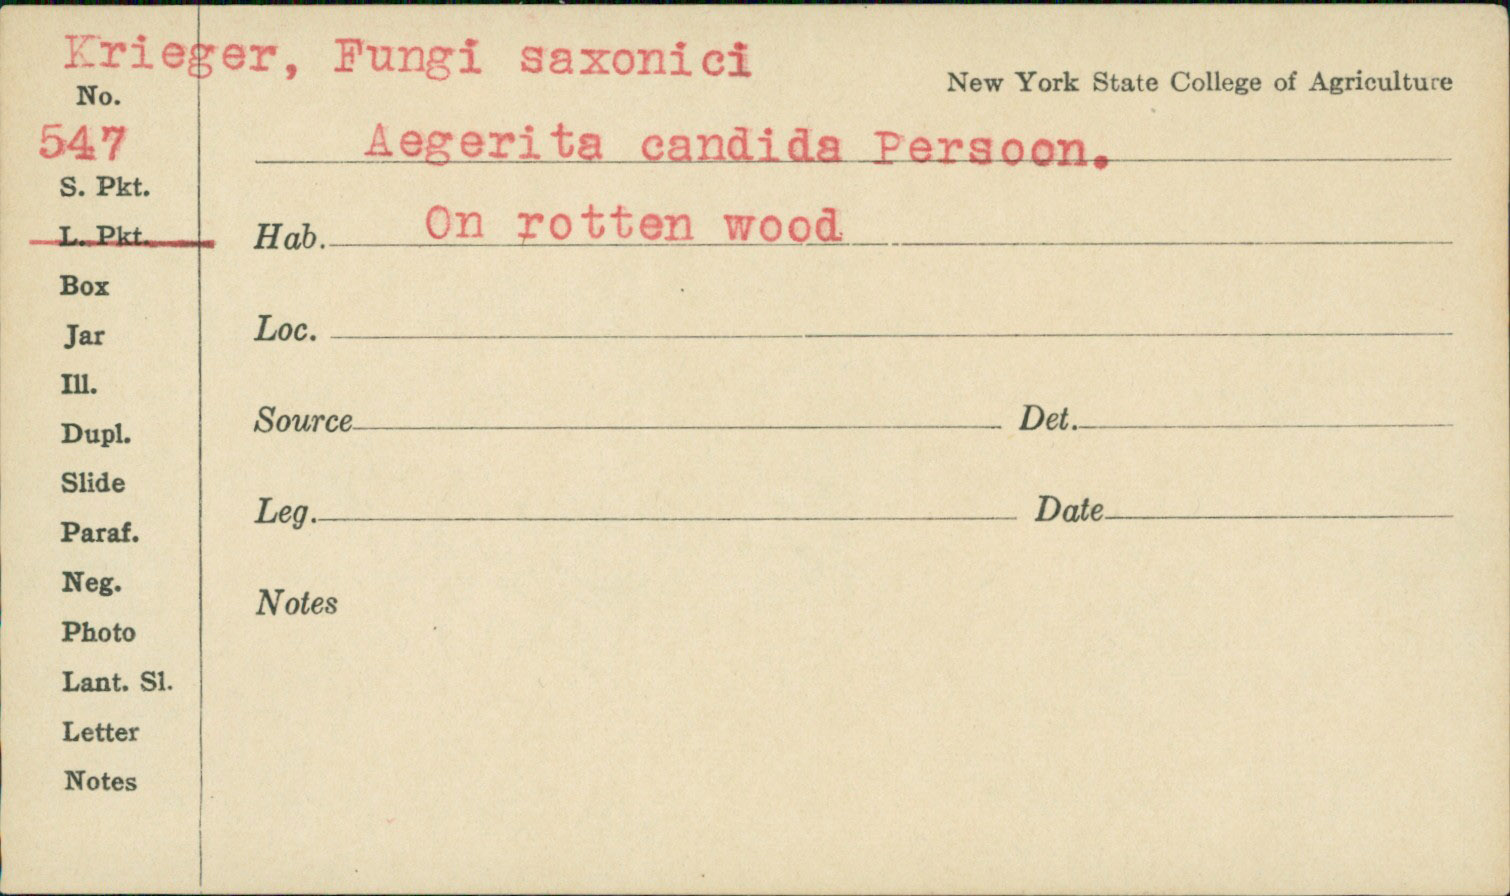 Krieger, Fungi saxonici
New York State College of Agriculture
No.
547
Aegerita candida Persoon.
S. Pkt.
L. Pkt.
Hab. On rotten wood
Box
Jar
Loc.
Ill.
Dupl.
Source Det.
Slide
Leg. Date
Paraf.
Neg.
Notes
Photo
Lant. Sl.
Letter
Notes